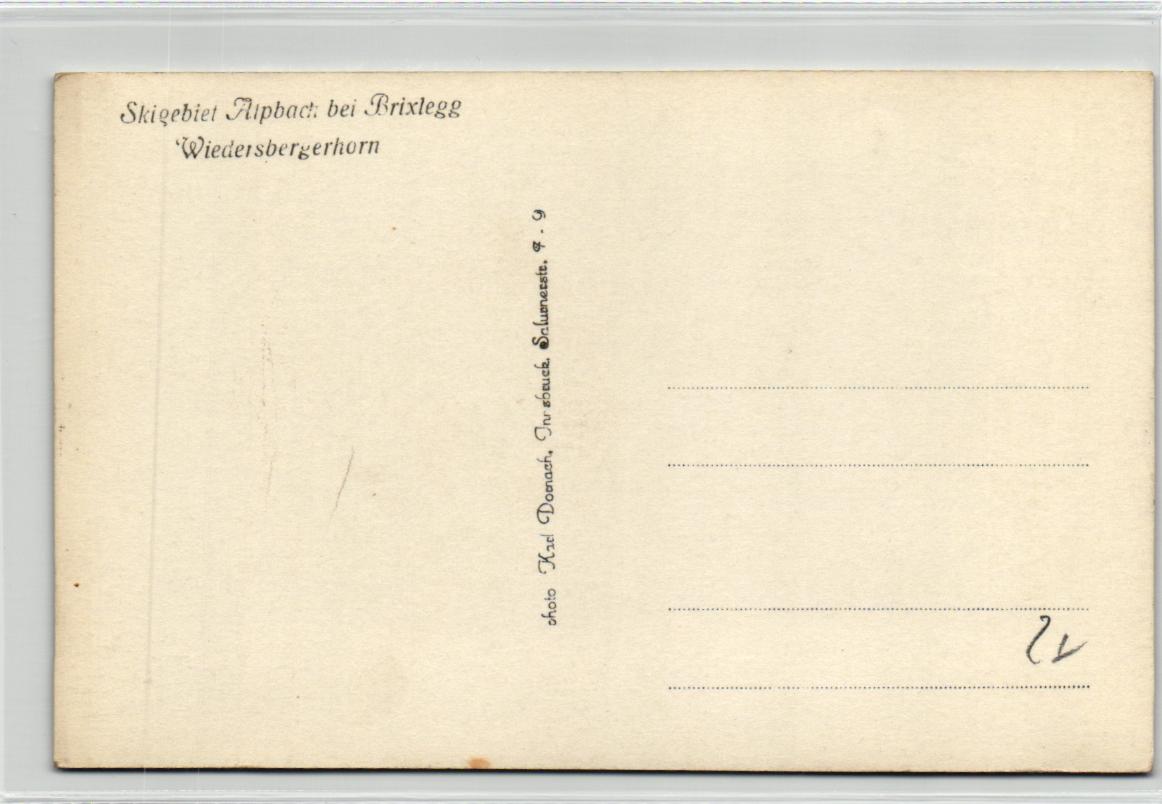 Skigebiet Alpbach bei Brixlegg
Wiedersbergerhorn
photo Karl Dornach, Innsbruck, Salurnerstr. 7 - 9